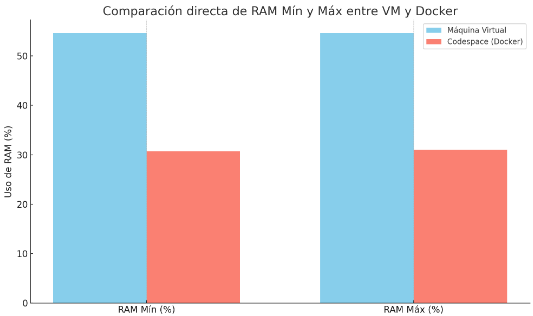 Comparación directa de RAM Mín y Máx entre VM y Docker
Máquina Virtual
Codespace (Docker)
Uso de RAM (%)
50
40
30
20
10
0
RAM Mín (%)
RAM Máx (%)